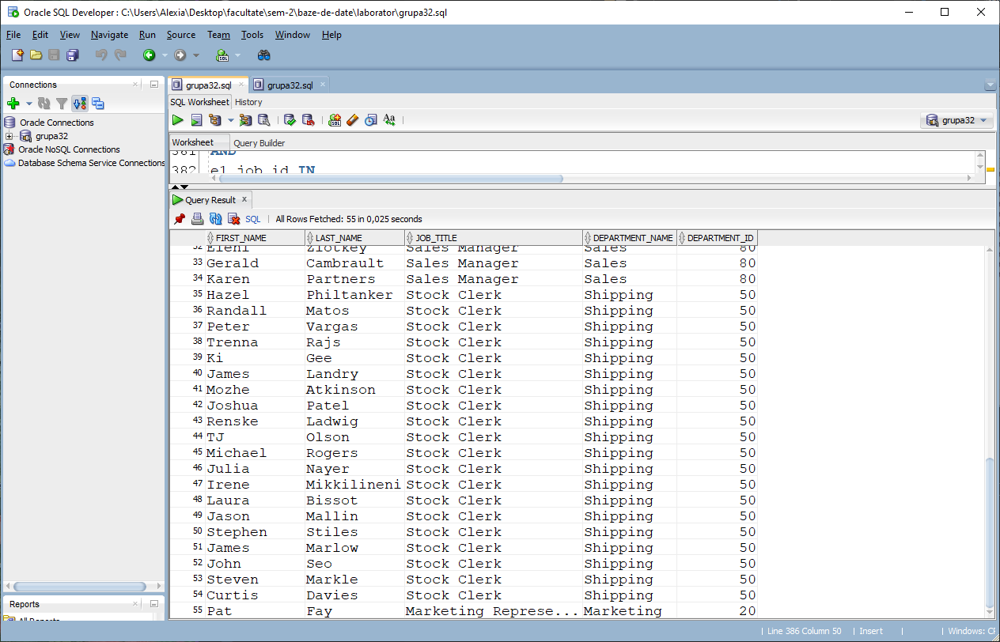 Oracle SQL Developer : C:\Users\Alexia\Desktop\facultate\sem-2\baze-de-date\laborator\grupa32.sql
File Edit View Navigate Run Source Team Tools Window Help
Connections
grupa32.sql
grupa32.sql
SQL Worksheet History
Oracle Connections
grupa32
Oracle NoSQL Connections
Database Schema Service Connections
grupa32
Worksheet Query Builder
381 AND
382 e1.job_id IN
Query Result
SQL | All Rows Fetched: 55 in 0,025 seconds
FIRST_NAME LAST_NAME JOB_TITLE DEPARTMENT_NAME DEPARTMENT_ID
32 Eleni Zlotkey Sales Manager Sales 80
33 Gerald Cambrault Sales Manager Sales 80
34 Karen Partners Sales Manager Sales 80
35 Hazel Philtanker Stock Clerk Shipping 50
36 Randall Matos Stock Clerk Shipping 50
37 Peter Vargas Stock Clerk Shipping 50
38 Trenna Rajs Stock Clerk Shipping 50
39 Ki Gee Stock Clerk Shipping 50
40 James Landry Stock Clerk Shipping 50
41 Mozhe Atkinson Stock Clerk Shipping 50
42 Joshua Patel Stock Clerk Shipping 50
43 Renske Ladwig Stock Clerk Shipping 50
44 TJ Olson Stock Clerk Shipping 50
45 Michael Rogers Stock Clerk Shipping 50
46 Julia Nayer Stock Clerk Shipping 50
47 Irene Mikkilineni Stock Clerk Shipping 50
48 Laura Bissot Stock Clerk Shipping 50
49 Jason Mallin Stock Clerk Shipping 50
50 Stephen Stiles Stock Clerk Shipping 50
51 James Marlow Stock Clerk Shipping 50
52 John Seo Stock Clerk Shipping 50
53 Steven Markle Stock Clerk Shipping 50
54 Curtis Davies Stock Clerk Shipping 50
55 Pat Fay Marketing Represe... Marketing 20
Reports
All Reports
Line 386 Column 50 | Insert | | Windows: CF